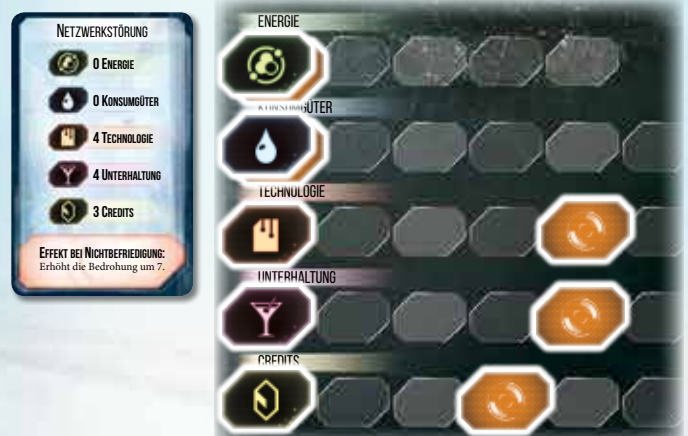 Netzwerkstörung
0 Energie
0 Konsumgüter
4 Technologie
4 Unterhaltung
3 Credits
Effekt bei Nichtbefriedigung:
Erhöht die Bedrohung um 7.
ENERGIE
KONSUMGÜTER
TECHNOLOGIE
UNTERHALTUNG
CREDITS